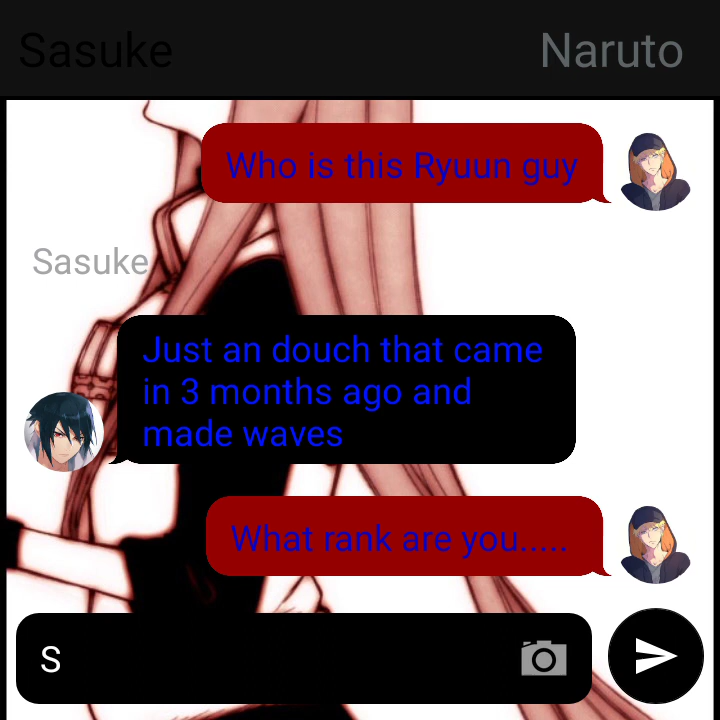 Sasuke
Naruto
Who is this Ryuun guy
Sasuke
Just an douch that came
in 3 months ago and
made waves
What rank are you.....
S